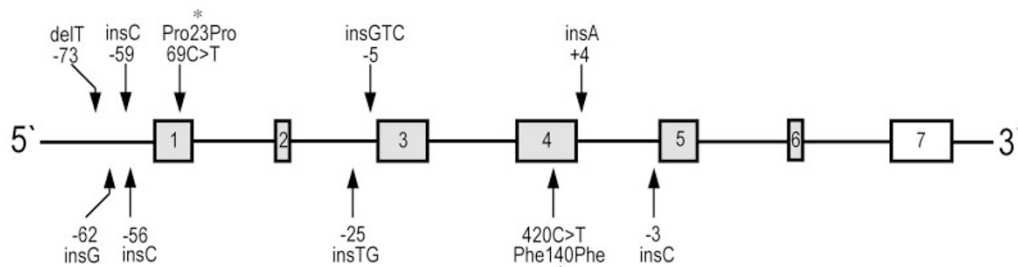 *
delT insC Pro23Pro insGTC insA
-73 -59 69C>T -5 +4
5` 1 2 3 4 5 6 7 3`
-62 -56 -25 420C>T -3
insG insC insTG Phe140Phe insC